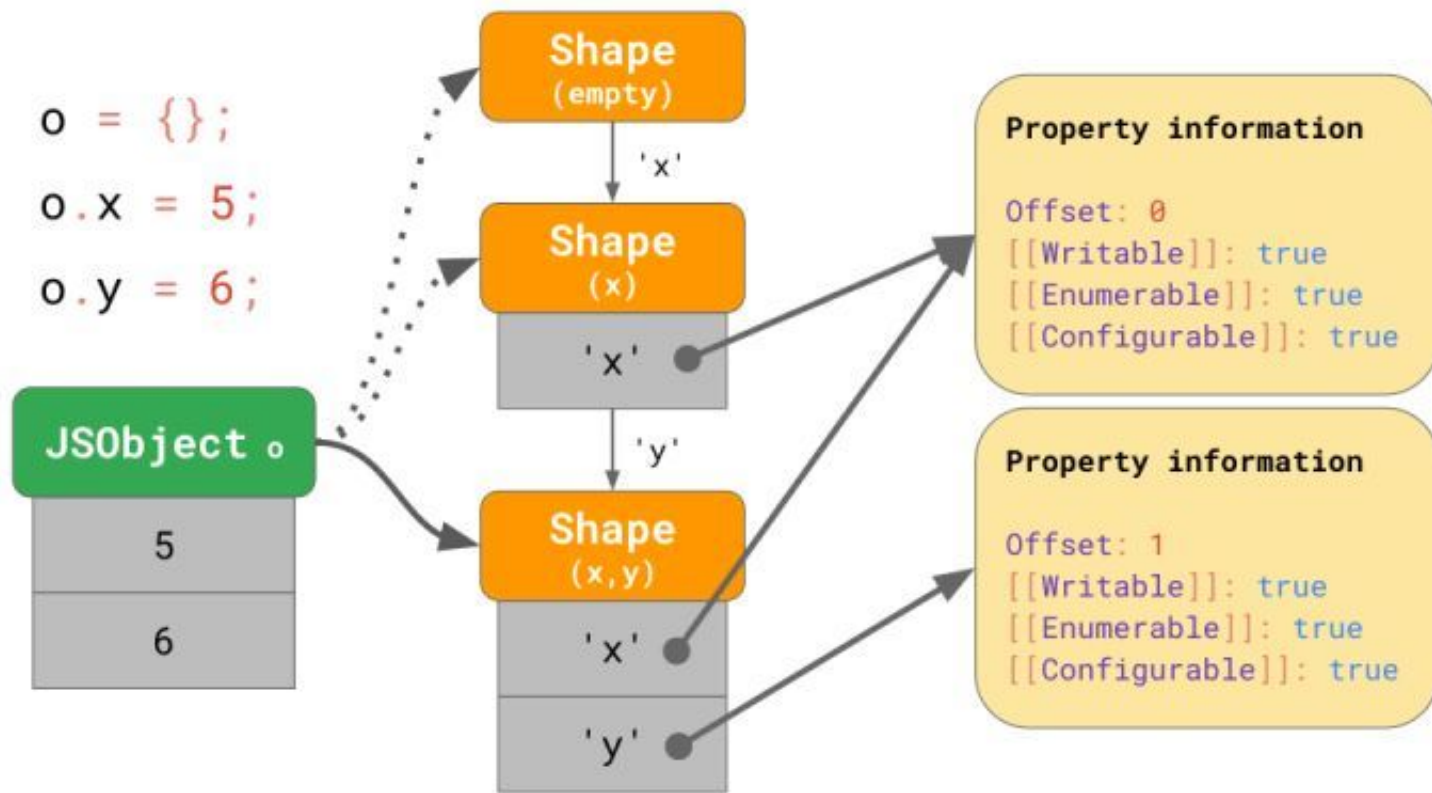 o = {};
o.x = 5;
o.y = 6;
JSObject o
5
6
Shape
(empty)
'x'
Shape
(x)
'x'
'y'
Shape
(x,y)
'x'
'y'
Property information
Offset: 0
[[Writable]]: true
[[Enumerable]]: true
[[Configurable]]: true
Property information
Offset: 1
[[Writable]]: true
[[Enumerable]]: true
[[Configurable]]: true